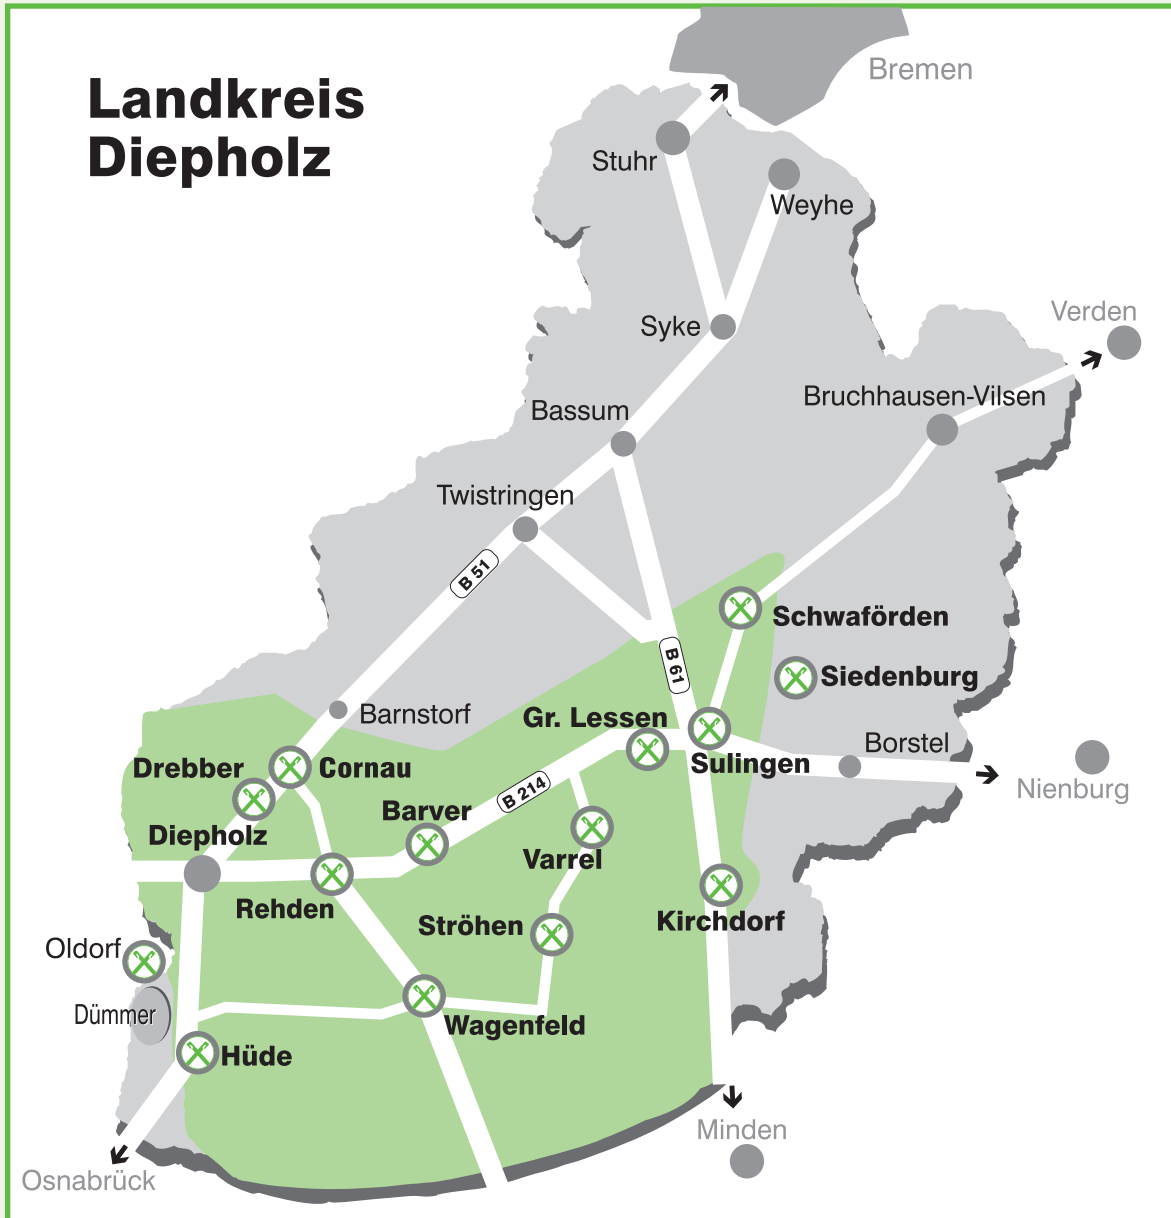 Landkreis
Diepholz
Bremen
Stuhr
Weyhe
Verden
Syke
Bruchhausen-Vilsen
Bassum
Twistringen
B 51
Schwaförden
B 61
Siedenburg
Barnstorf
Gr. Lessen
Borstel
Sulingen
Drebber
Cornau
Nienburg
B 214
Barver
Diepholz
Varrel
Rehden
Ströhen
Kirchdorf
Oldorf
Dümmer
Wagenfeld
Hüde
Minden
Osnabrück